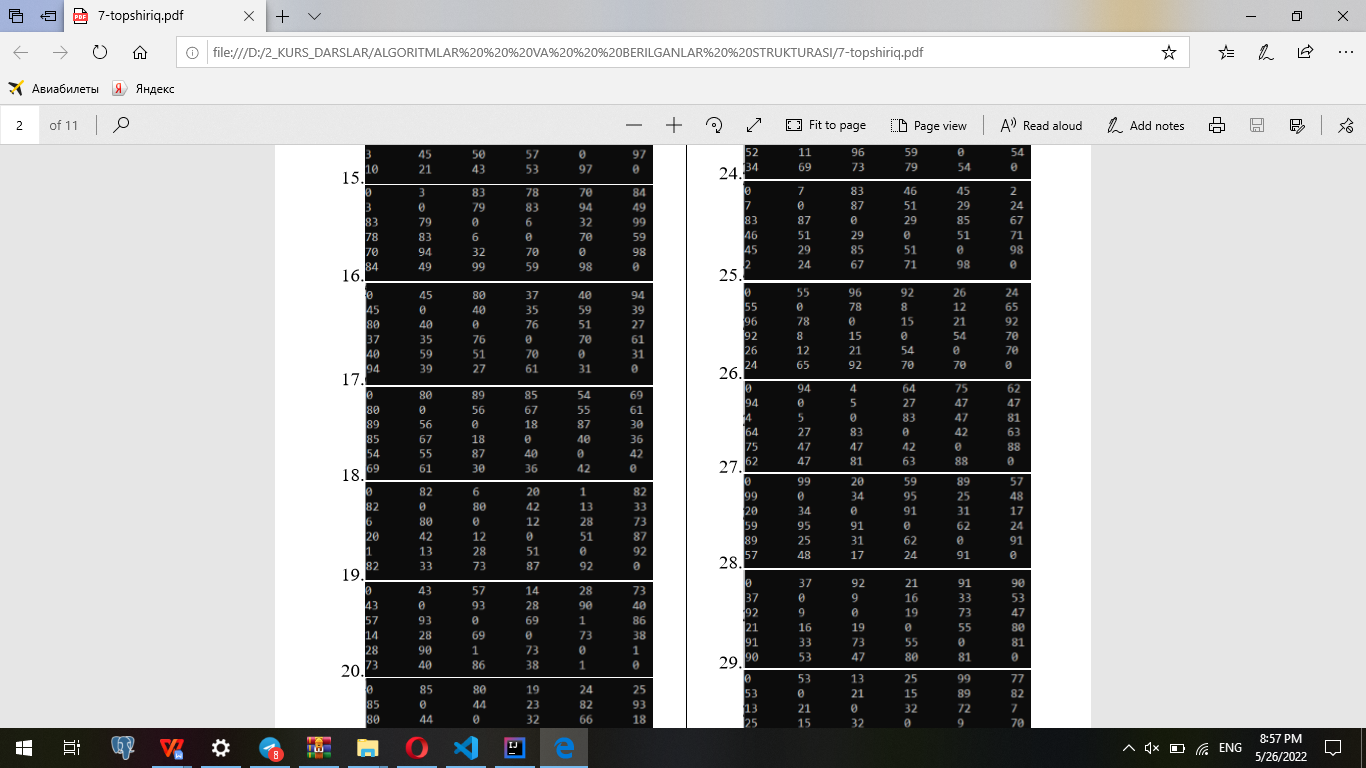 7-topshiriq.pdf
file:///D:/2_KURS_DARSLAR/ALGORITMLAR%20%20%20VA%20%20%20BERILGANLAR%20%20STRUKTURASI/7-topshiriq.pdf
Авиабилеты Яндекс
2 of 11 Fit to page Page view Read aloud Add notes
3 45 50 57 0 97
10 21 43 53 97 0
15.
0 3 83 78 70 84
3 0 79 83 94 49
83 79 0 6 32 99
78 83 6 0 70 59
70 94 32 70 0 98
84 49 99 59 98 0
16.
0 45 80 37 40 94
45 0 40 35 59 39
80 40 0 76 51 27
37 35 76 0 70 61
40 59 51 70 0 31
94 39 27 61 31 0
17.
0 80 89 85 54 69
80 0 56 67 55 61
89 56 0 18 87 30
85 67 18 0 40 36
54 55 87 40 0 42
69 61 30 36 42 0
18.
0 82 6 20 1 82
82 0 80 42 13 33
6 80 0 12 28 73
20 42 12 0 51 87
1 13 28 51 0 92
82 33 73 87 92 0
19.
0 43 57 14 28 73
43 0 93 28 90 40
57 93 0 69 1 86
14 28 69 0 73 38
28 90 1 73 0 1
73 40 86 38 1 0
20.
0 85 80 19 24 25
85 0 44 23 82 93
80 44 0 32 66 18
52 11 96 59 0 54
34 69 73 79 54 0
24.
0 7 83 46 45 2
7 0 87 51 29 24
83 87 0 29 85 67
46 51 29 0 51 71
45 29 85 51 0 98
2 24 67 71 98 0
25.
0 55 96 92 26 24
55 0 78 8 12 65
96 78 0 15 21 92
92 8 15 0 54 70
26 12 21 54 0 70
24 65 92 70 70 0
26.
0 94 4 64 75 62
94 0 5 27 47 47
4 5 0 83 47 81
64 27 83 0 42 63
75 47 47 42 0 88
62 47 81 63 88 0
27.
0 99 20 59 89 57
99 0 34 95 25 48
20 34 0 91 31 17
59 95 91 0 62 24
89 25 31 62 0 91
57 48 17 24 91 0
28.
0 37 92 21 91 90
37 0 9 16 33 53
92 9 0 19 73 47
21 16 19 0 55 80
91 33 73 55 0 81
90 53 47 80 81 0
29.
0 53 13 25 99 77
53 0 21 15 89 82
13 21 0 32 72 7
25 15 32 0 9 70
8
ENG
8:57 PM
5/26/2022